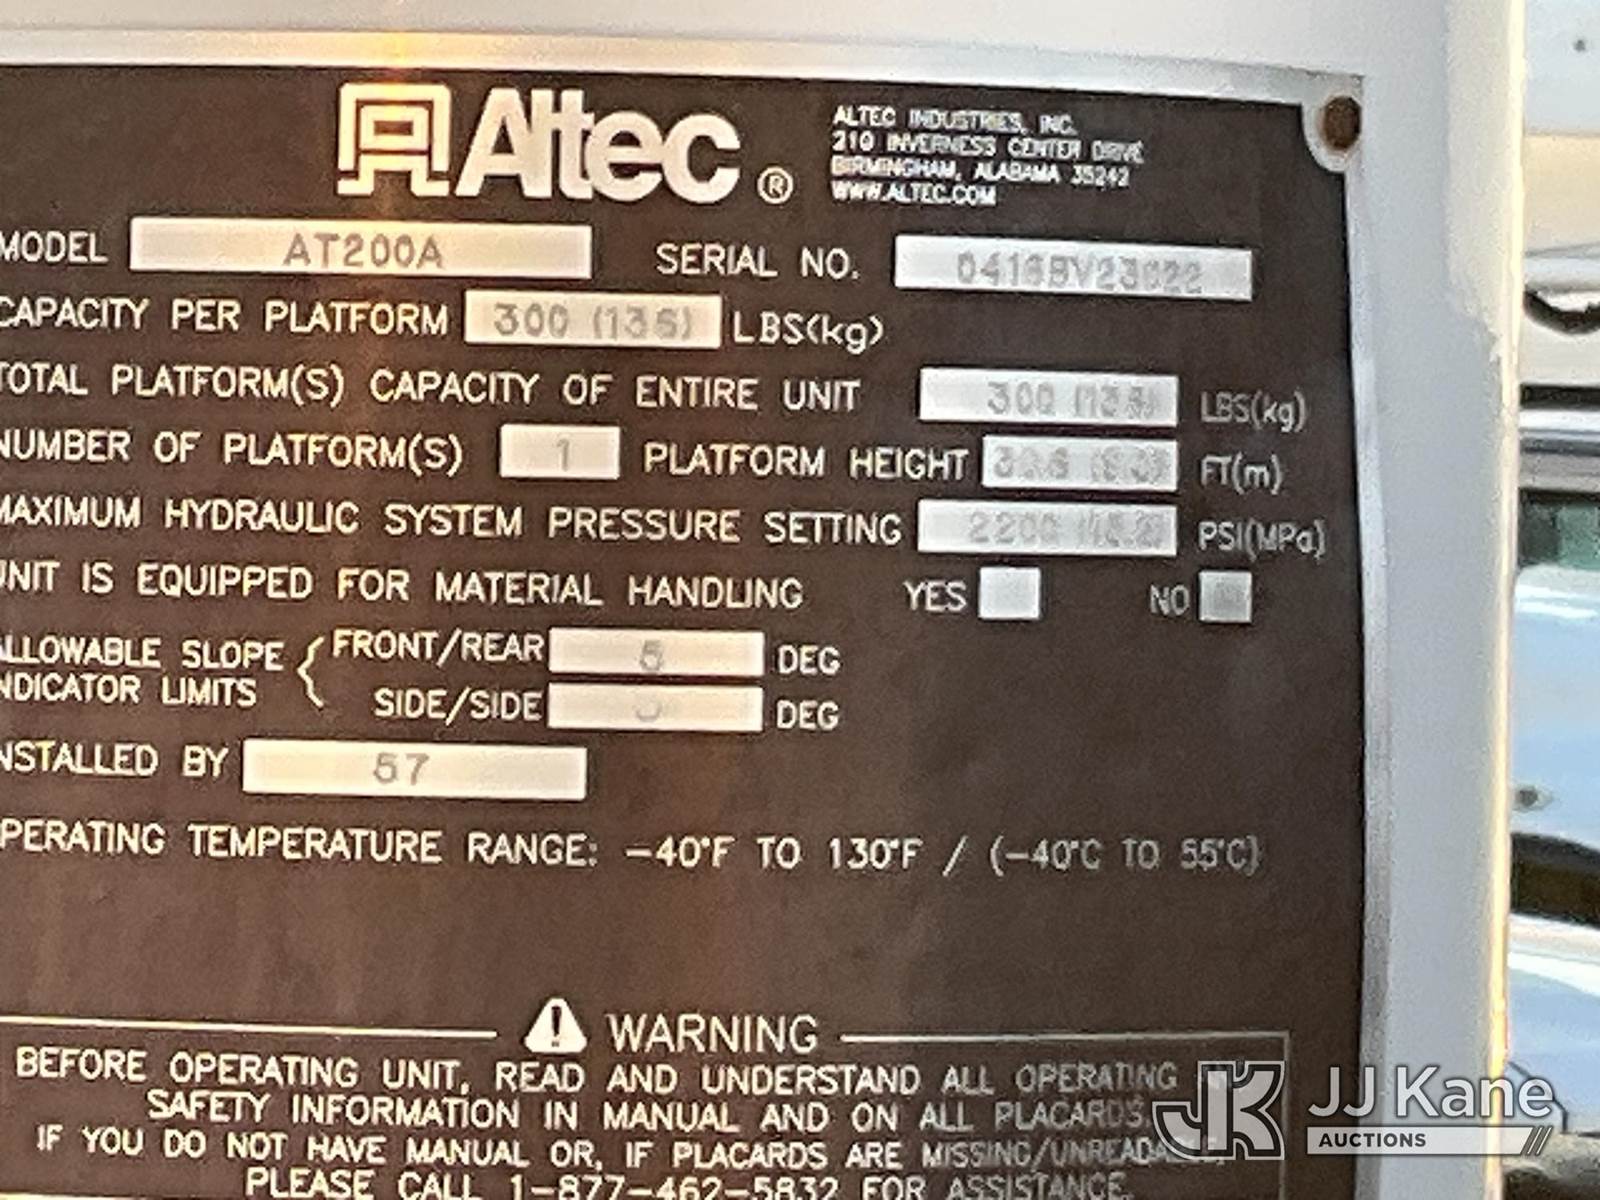 Altec ®
ALTEC INDUSTRIES, INC.
210 INVERNESS CENTER DRIVE
BIRMINGHAM, ALABAMA 35242
WWW.ALTEC.COM
MODEL AT200A SERIAL NO.
CAPACITY PER PLATFORM 300 (136) LBS(kg)
TOTAL PLATFORM(S) CAPACITY OF ENTIRE UNIT 300 (136) LBS(kg)
NUMBER OF PLATFORM(S) 1 PLATFORM HEIGHT FT(m)
MAXIMUM HYDRAULIC SYSTEM PRESSURE SETTING 2200 PSI(MPa)
UNIT IS EQUIPPED FOR MATERIAL HANDLING YES NO
ALLOWABLE SLOPE FRONT/REAR DEG
INDICATOR LIMITS SIDE/SIDE DEG
INSTALLED BY 57
OPERATING TEMPERATURE RANGE: -40°F TO 130°F / (-40°C TO 55°C)
WARNING
BEFORE OPERATING UNIT, READ AND UNDERSTAND ALL OPERATING
SAFETY INFORMATION IN MANUAL AND ON ALL PLACARDS.
IF YOU DO NOT HAVE MANUAL OR, IF PLACARDS ARE MISSING/UNREADABLE,
PLEASE CALL 1-877-462-5832 FOR ASSISTANCE.
JK JJ Kane
AUCTIONS